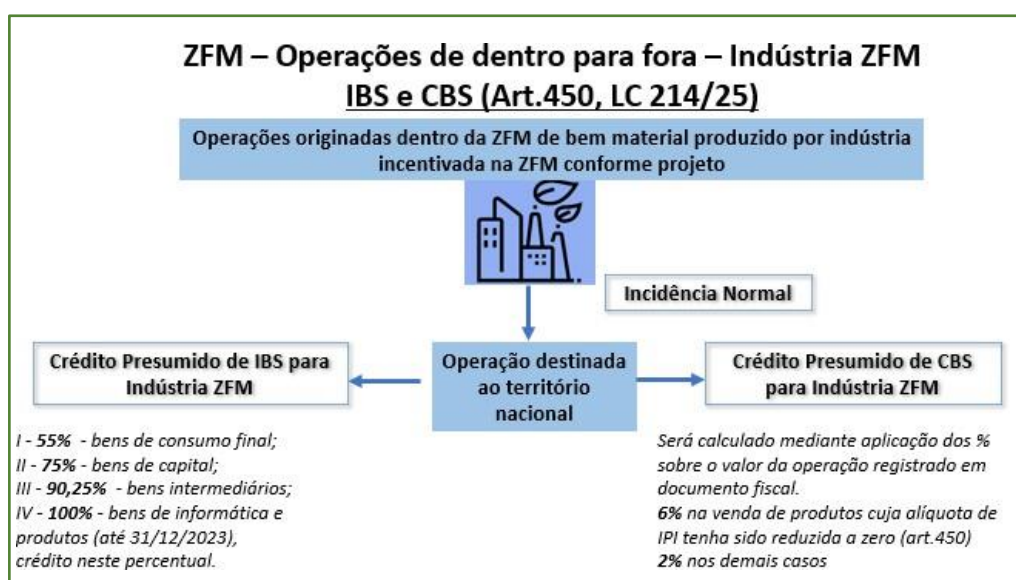 ZFM – Operações de dentro para fora – Indústria ZFM
IBS e CBS (Art.450, LC 214/25)
Operações originadas dentro da ZFM de bem material produzido por indústria
incentivada na ZFM conforme projeto
Incidência Normal
Crédito Presumido de IBS para
Indústria ZFM
Operação destinada
ao território
nacional
Crédito Presumido de CBS
para Indústria ZFM
I - 55% - bens de consumo final;
II - 75% - bens de capital;
III - 90,25% - bens intermediários;
IV - 100% - bens de informática e
produtos (até 31/12/2023),
crédito neste percentual.
Será calculado mediante aplicação dos %
sobre o valor da operação registrado em
documento fiscal.
6% na venda de produtos cuja alíquota de
IPI tenha sido reduzida a zero (art.450)
2% nos demais casos